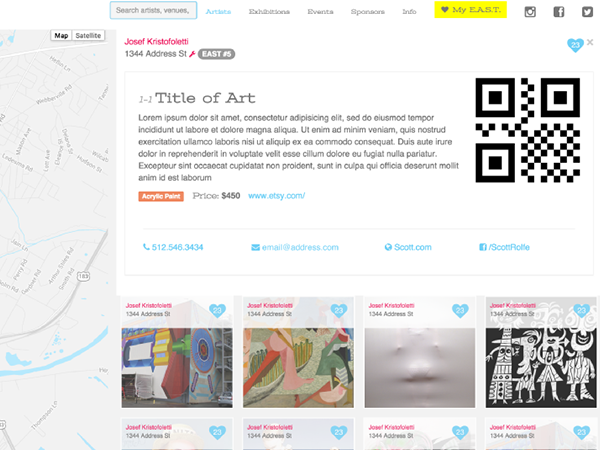 Search artists, venues,
Artists
Exhibitions
Events
Sponsors
Info
My E.A.S.T.
Map
Satellite
Josef Kristofoletti
23
1344 Address St EAST #5
1-1 Title of Art
Lorem ipsum dolor sit amet, consectetur adipisicing elit, sed do eiusmod tempor
incididunt ut labore et dolore magna aliqua. Ut enim ad minim veniam, quis nostrud
exercitation ullamco laboris nisi ut aliquip ex ea commodo consequat. Duis aute irure
dolor in reprehenderit in voluptate velit esse cillum dolore eu fugiat nulla pariatur.
Excepteur sint occaecat cupidatat non proident, sunt in culpa qui officia deserunt mollit
anim id est laborum
Acrylic Paint
Price: $450
www.etsy.com/
512.546.3434
email@address.com
Scott.com
/ScottRolfe
183
Josef Kristofoletti
1344 Address St
23
Josef Kristofoletti
1344 Address St
23
Josef Kristofoletti
1344 Address St
23
Josef Kristofoletti
1344 Address St
23
Josef Kristofoletti
1344 Address St
23
Josef Kristofoletti
1344 Address St
23
Josef Kristofoletti
1344 Address St
23
Josef Kristofoletti
1344 Address St
23